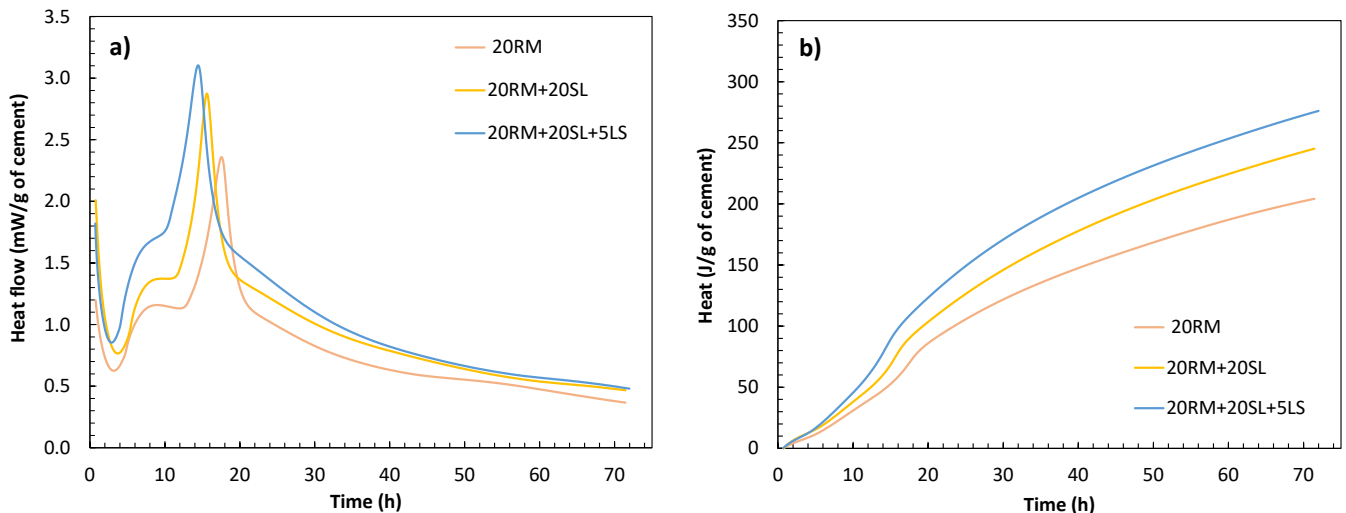 a)
Heat flow (mW/g of cement)
3.5
3.0
2.5
2.0
1.5
1.0
0.5
0.0
20RM
20RM+20SL
20RM+20SL+5LS
0 10 20 30 40 50 60 70
Time (h)
b)
Heat (J/g of cement)
350
300
250
200
150
100
50
0
20RM
20RM+20SL
20RM+20SL+5LS
0 10 20 30 40 50 60 70
Time (h)